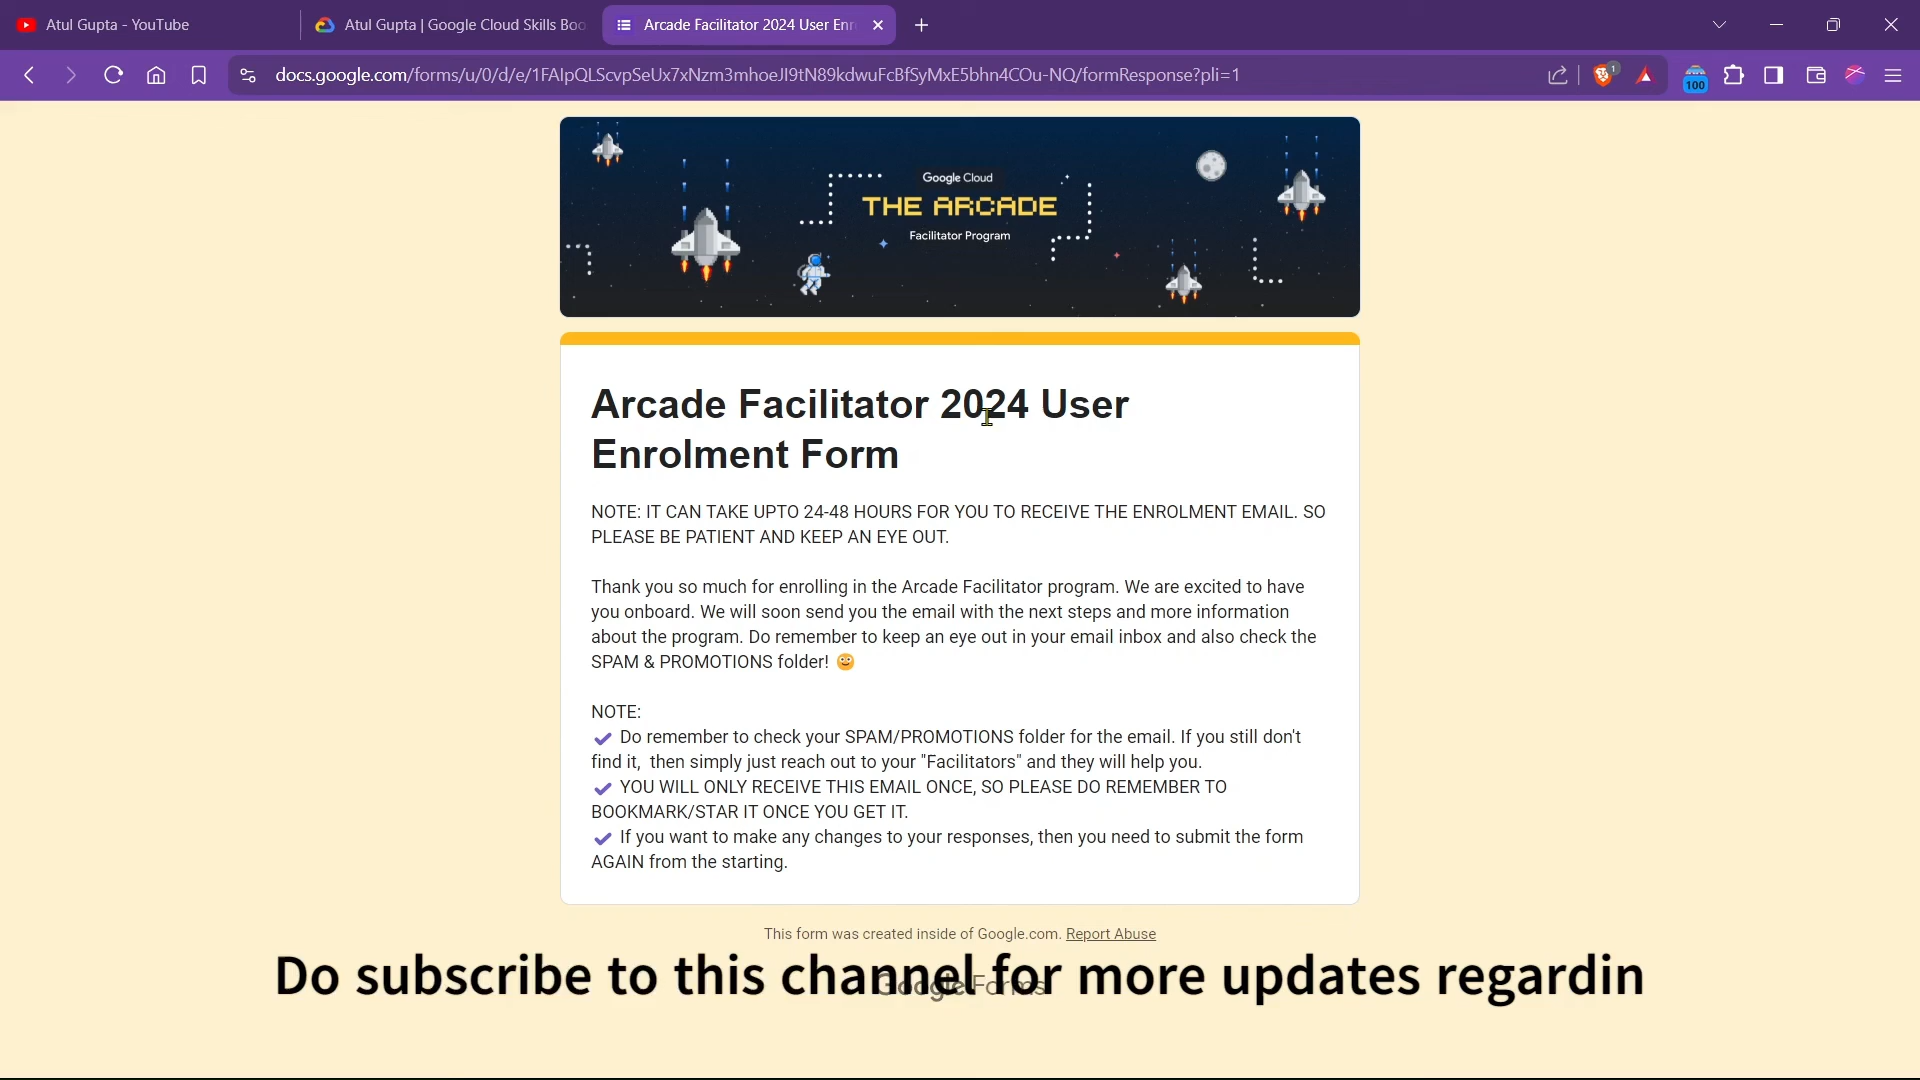 Atul Gupta - YouTube
Atul Gupta | Google Cloud Skills Boo
Arcade Facilitator 2024 User Enr
docs.google.com/forms/u/0/d/e/1FAIpQLScvpSeUx7xNzm3mhoeJI9tN89kdwuFcBfSyMxE5bhn4COu-NQ/formResponse?pli=1
1
100
Google Cloud
THE ARCADE
Facilitator Program
Arcade Facilitator 2024 User
Enrolment Form
NOTE: IT CAN TAKE UPTO 24-48 HOURS FOR YOU TO RECEIVE THE ENROLMENT EMAIL. SO
PLEASE BE PATIENT AND KEEP AN EYE OUT.
Thank you so much for enrolling in the Arcade Facilitator program. We are excited to have
you onboard. We will soon send you the email with the next steps and more information
about the program. Do remember to keep an eye out in your email inbox and also check the
SPAM & PROMOTIONS folder!
NOTE:
Do remember to check your SPAM/PROMOTIONS folder for the email. If you still don't
find it, then simply just reach out to your "Facilitators" and they will help you.
YOU WILL ONLY RECEIVE THIS EMAIL ONCE, SO PLEASE DO REMEMBER TO
BOOKMARK/STAR IT ONCE YOU GET IT.
If you want to make any changes to your responses, then you need to submit the form
AGAIN from the starting.
This form was created inside of Google.com. Report Abuse
Do subscribe to this channel for more updates regardin
Google Forms